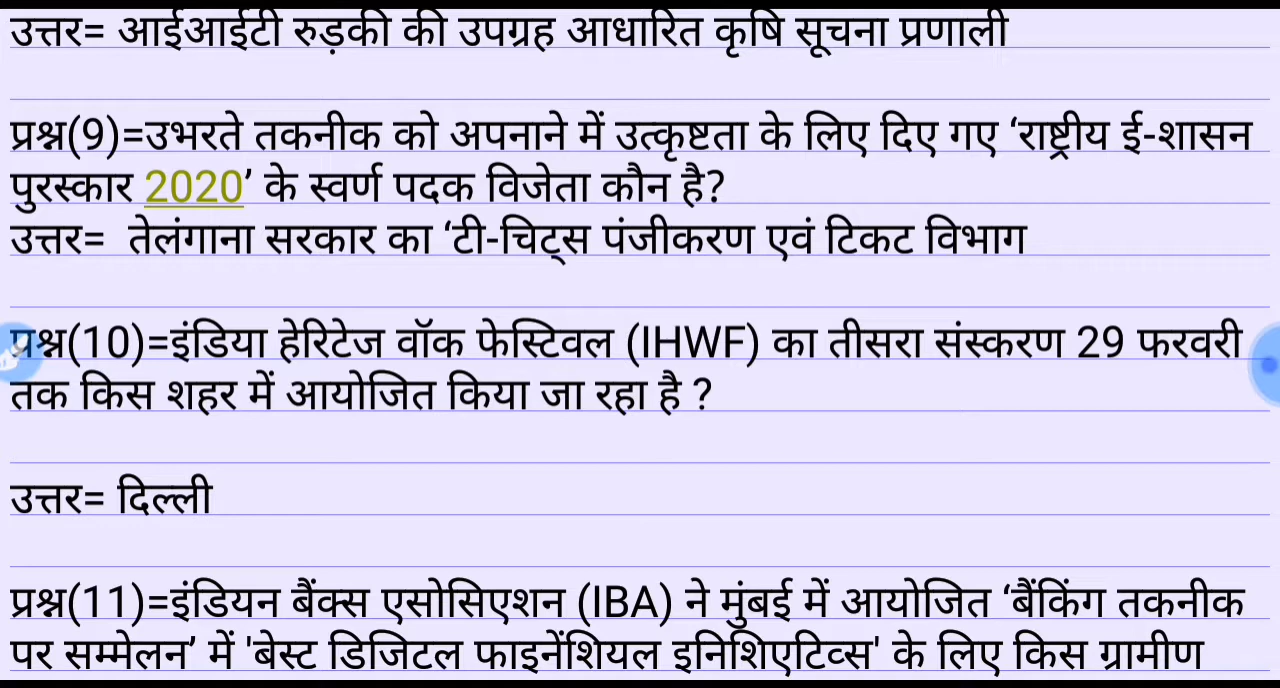 उत्तर= आईआईटी रुड़की की उपग्रह आधारित कृषि सूचना प्रणाली
प्रश्न(9)=उभरते तकनीक को अपनाने में उत्कृष्टता के लिए दिए गए ‘राष्ट्रीय ई-शासन
पुरस्कार 2020’ के स्वर्ण पदक विजेता कौन है?
उत्तर=  तेलंगाना सरकार का ‘टी-चिट्स पंजीकरण एवं टिकट विभाग
प्रश्न(10)=इंडिया हेरिटेज वॉक फेस्टिवल (IHWF) का तीसरा संस्करण 29 फरवरी
तक किस शहर में आयोजित किया जा रहा है ?
उत्तर= दिल्ली
प्रश्न(11)=इंडियन बैंक्स एसोसिएशन (IBA) ने मुंबई में आयोजित ‘बैंकिंग तकनीक
पर सम्मेलन’ में 'बेस्ट डिजिटल फाइनेंशियल इनिशिएटिव्स' के लिए किस ग्रामीण